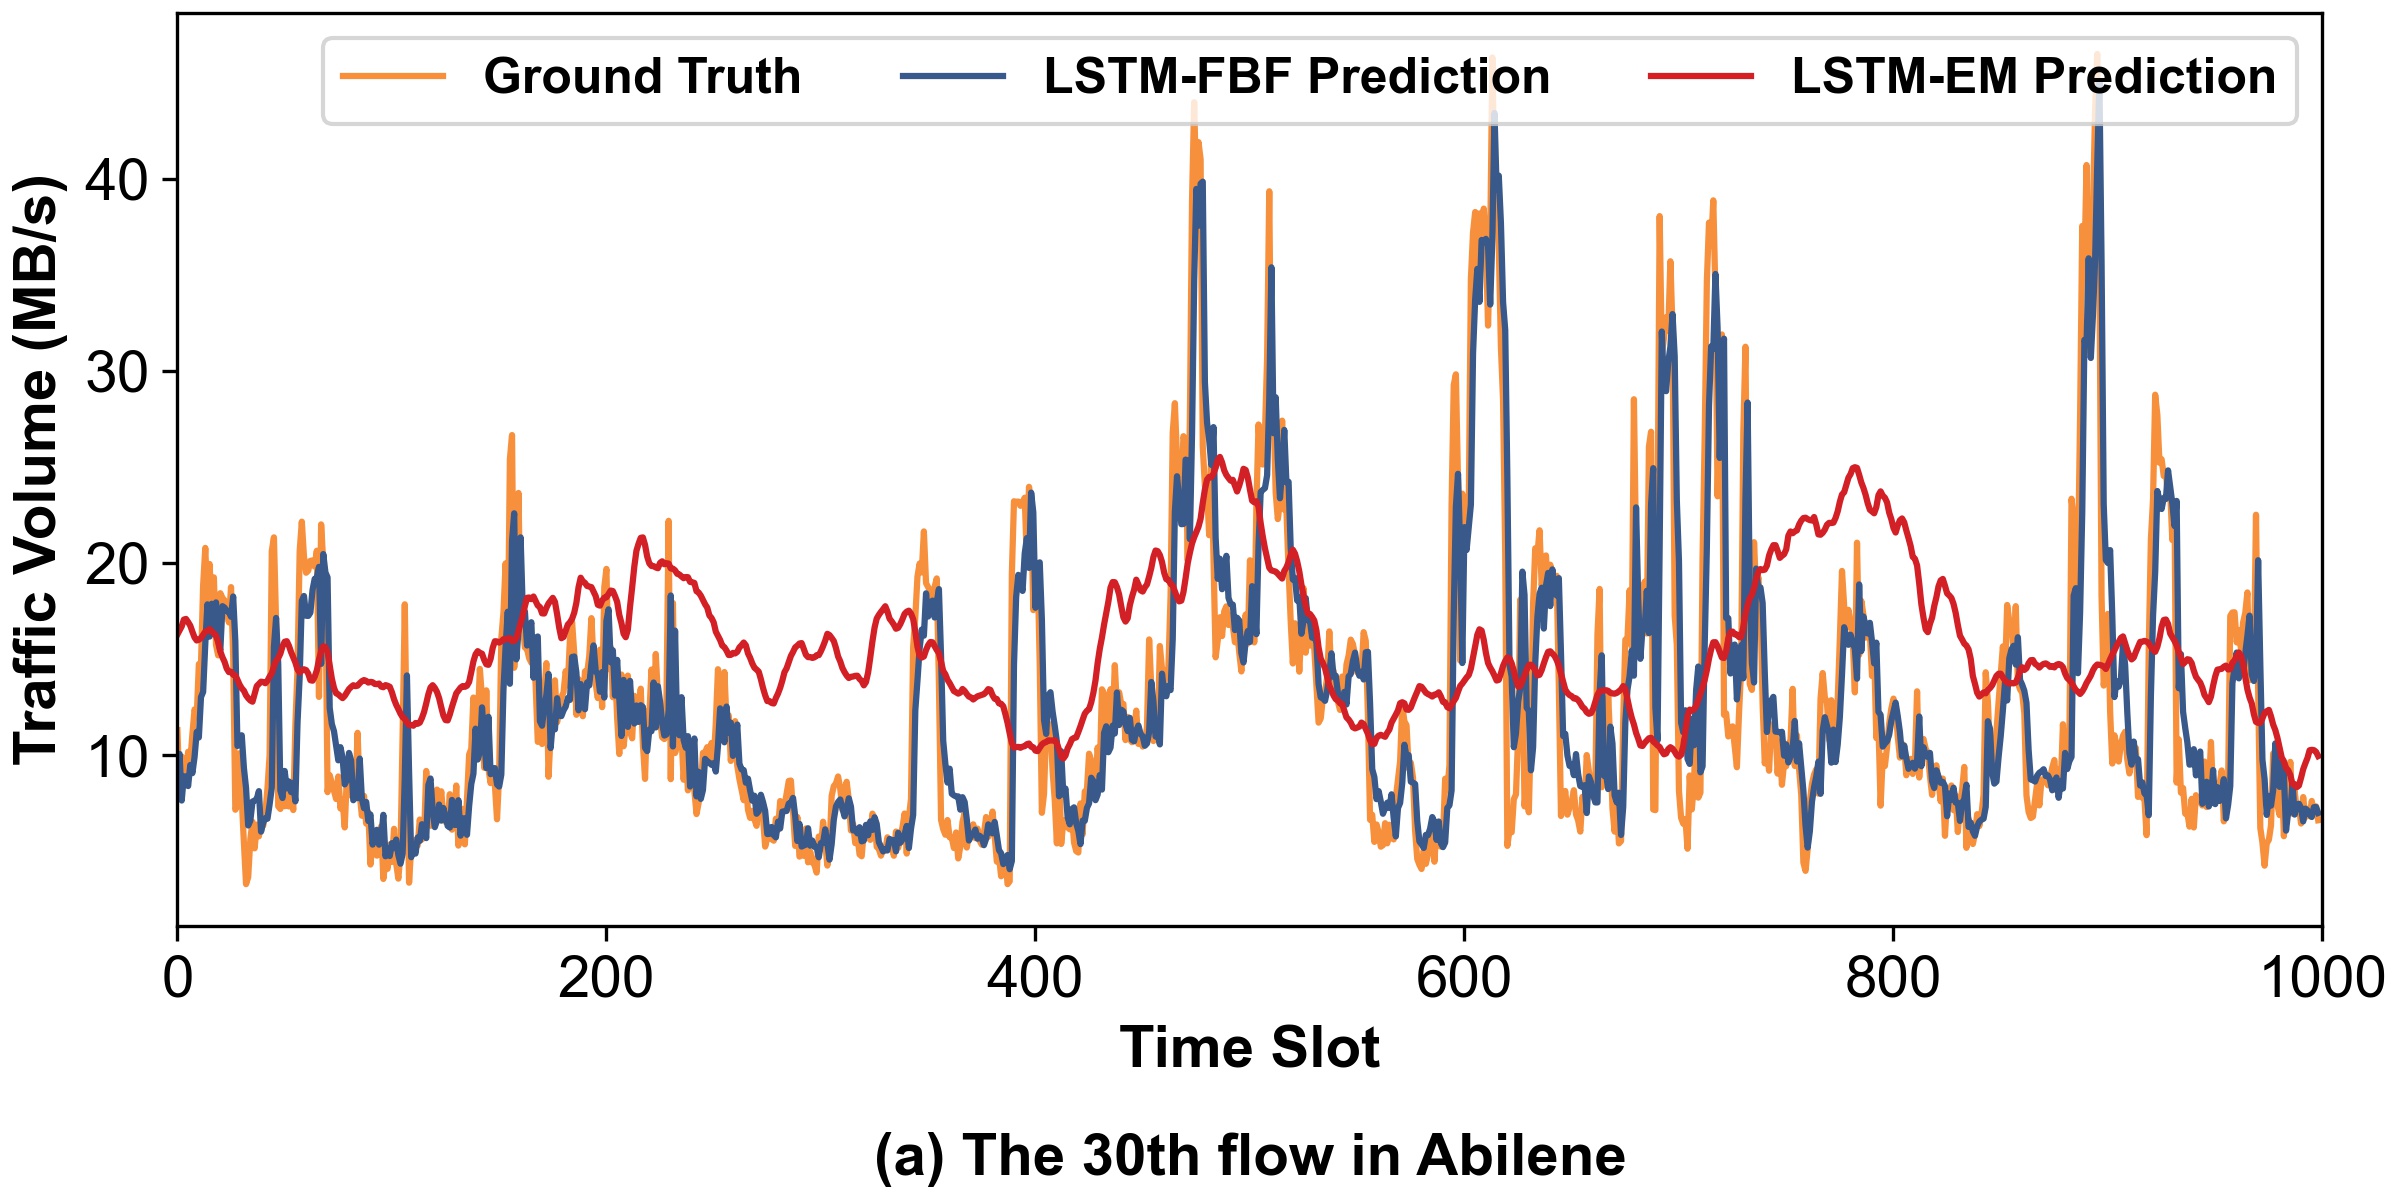 Ground Truth LSTM-FBF Prediction LSTM-EM Prediction
Traffic Volume (MB/s)
40
30
20
10
0 200 400 600 800 1000
Time Slot
(a) The 30th flow in Abilene